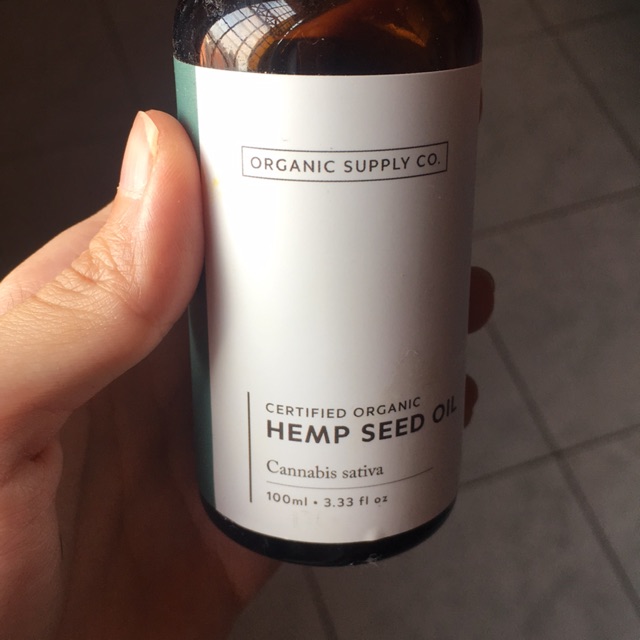 ORGANIC SUPPLY CO.
CERTIFIED ORGANIC
HEMP SEED OIL
Cannabis sativa
100ml • 3.33 fl oz